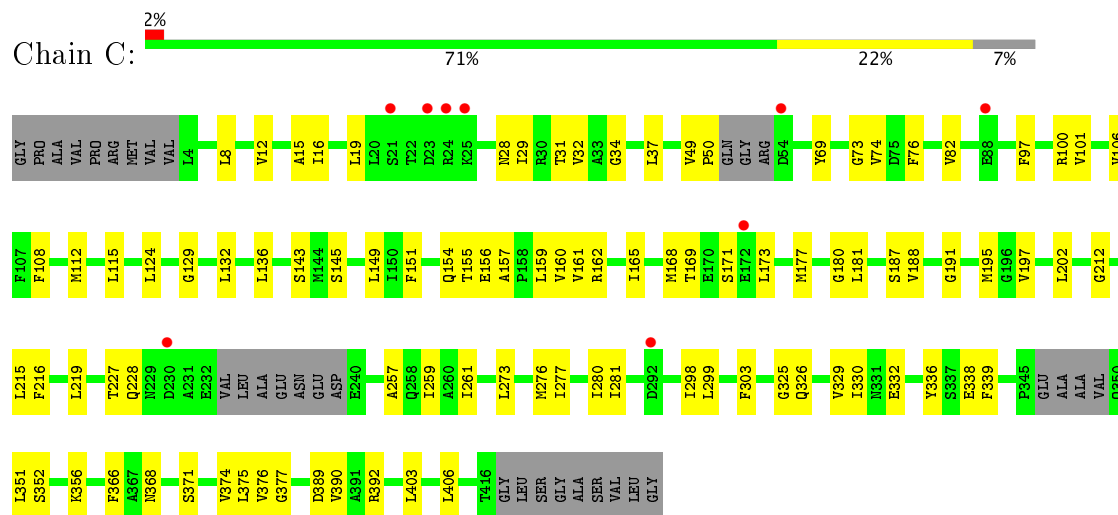 2%
Chain C:
71% 22% 7%
GLY PRO ALA VAL PRO ARG MET VAL VAL L4 L8 V12 A15 I16 L19 L20 S21 T22 D23 R24 K25 N28 I29 R30 T31 V32 A33 G34 L37 V49 P50 GLN GLY ARG D54 Y69 G73 V74 D75 F76 V82 E88 F97 R100 V101 V106
F107 F108 M112 L115 L124 G129 L132 L136 S143 M144 S145 L149 I150 F151 Q154 T155 E156 A157 P158 L159 V160 V161 R162 I165 M168 T169 E170 S171 E172 L173 M177 G180 L181 S187 V188 G191 M195 G196 V197 L202 G212
L215 F216 L219 T227 Q228 N229 D230 A231 E232 VAL LEU ALA GLU ASN GLU ASP E240 A257 Q258 I259 A260 I261 L273 M276 I277 I280 I281 D292 I298 L299 F303 G325 Q326 V329 I330 N331 E332 Y336 S337 E338 F339 P345 GLU ALA ALA VAL
L351 S352 K356 F366 A367 N368 S371 V374 L375 V376 G377 D389 V390 A391 R392 L403 L406 T416 GLY LEU SER GLY ALA SER VAL LEU GLY